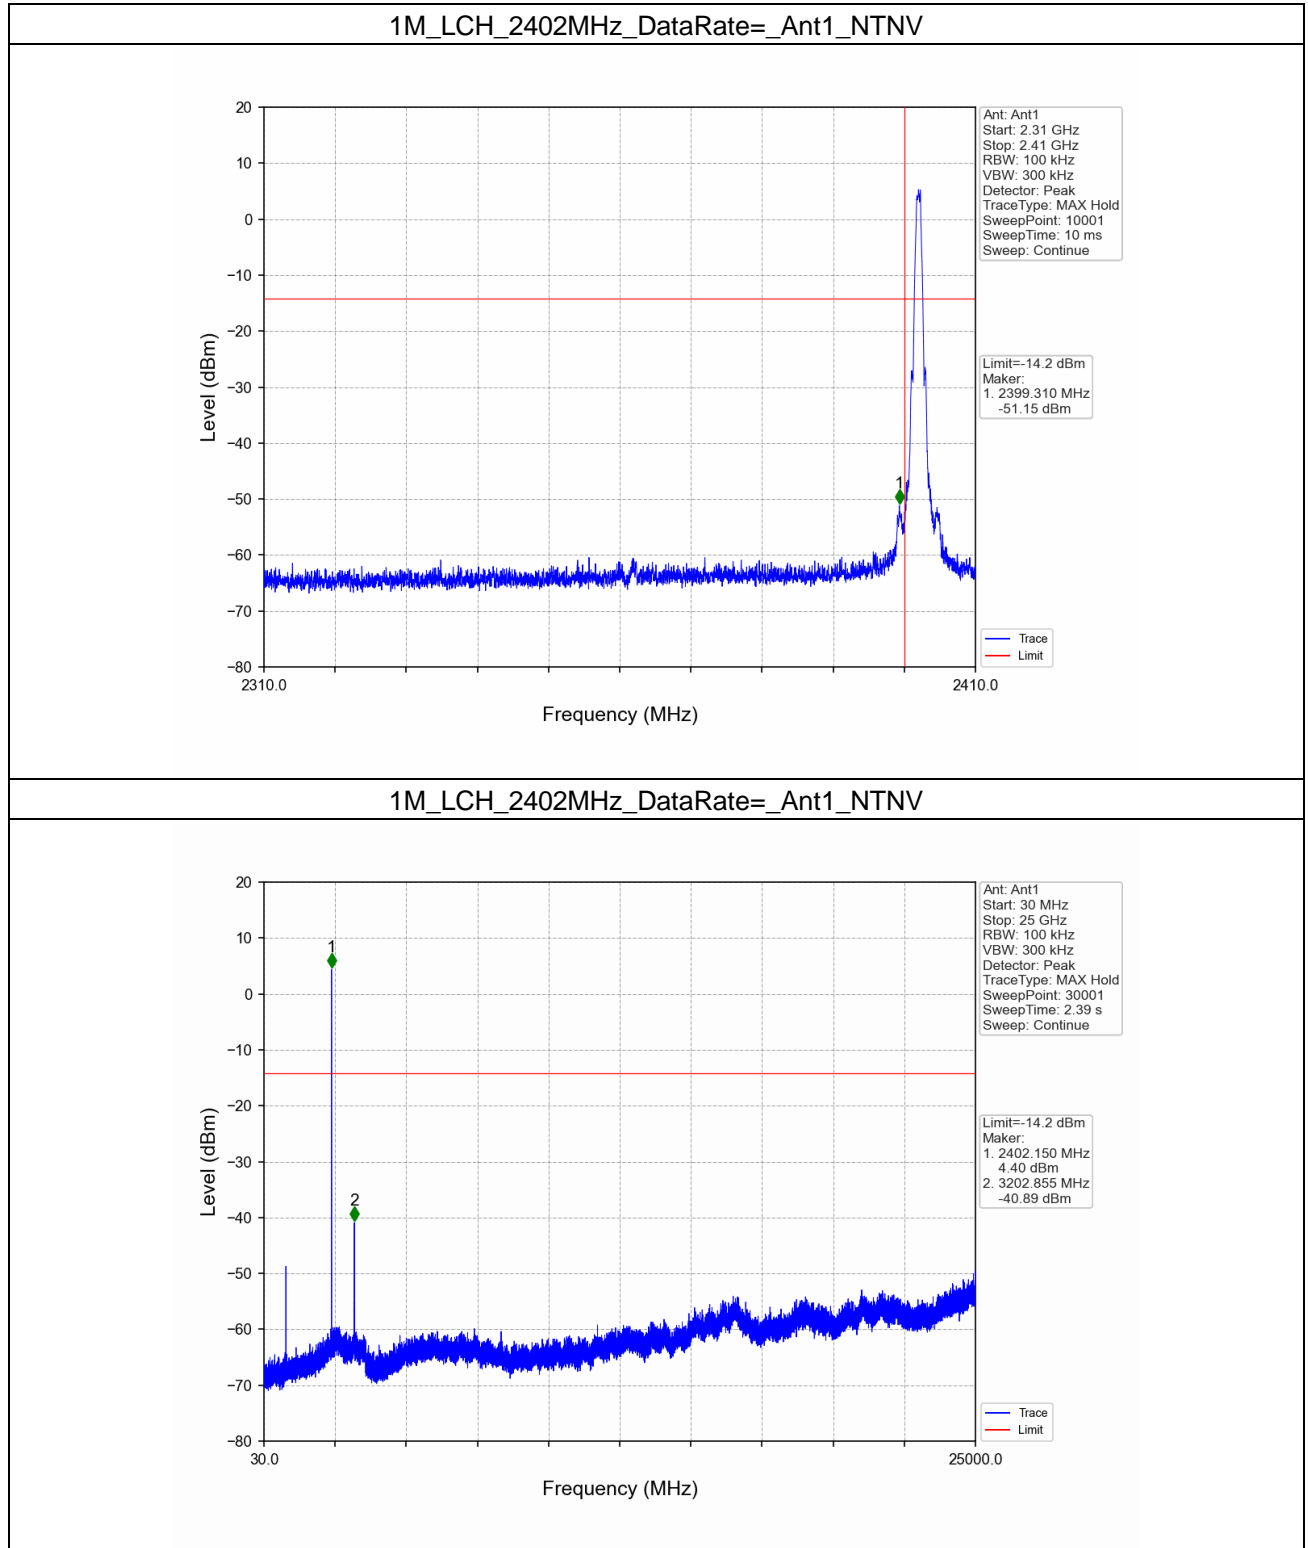 1M_LCH_2402MHz_DataRate=_Ant1_NTNV
20
10
0
−10
−20
−30
−40
−50
−60
−70
−80
Level (dBm)
1
2310.0
2410.0
Frequency (MHz)
Ant: Ant1
Start: 2.31 GHz
Stop: 2.41 GHz
RBW: 100 kHz
VBW: 300 kHz
Detector: Peak
TraceType: MAX Hold
SweepPoint: 10001
SweepTime: 10 ms
Sweep: Continue
Limit=-14.2 dBm
Maker:
1. 2399.310 MHz
-51.15 dBm
Trace
Limit
1M_LCH_2402MHz_DataRate=_Ant1_NTNV
20
10
0
−10
−20
−30
−40
−50
−60
−70
−80
Level (dBm)
1
2
30.0
25000.0
Frequency (MHz)
Ant: Ant1
Start: 30 MHz
Stop: 25 GHz
RBW: 100 kHz
VBW: 300 kHz
Detector: Peak
TraceType: MAX Hold
SweepPoint: 30001
SweepTime: 2.39 s
Sweep: Continue
Limit=-14.2 dBm
Maker:
1. 2402.150 MHz
4.40 dBm
2. 3202.855 MHz
-40.89 dBm
Trace
Limit